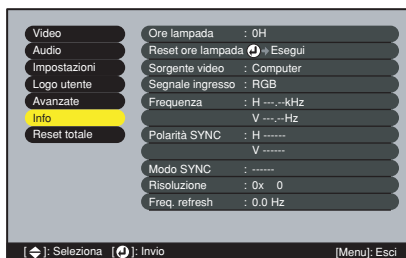 Video
Audio
Impostazioni
Logo utente
Avanzate
Info
Reset totale
Ore lampada : 0H
Reset ore lampada Esegui
Sorgente video : Computer
Segnale ingresso : RGB
Frequenza : H ---.--kHz
V ---.--Hz
Polarità SYNC : H ------
V ------
Modo SYNC : ------
Risoluzione : 0x 0
Freq. refresh : 0.0 Hz
[ ]: Seleziona [ ]: Invio [Menu]: Esci